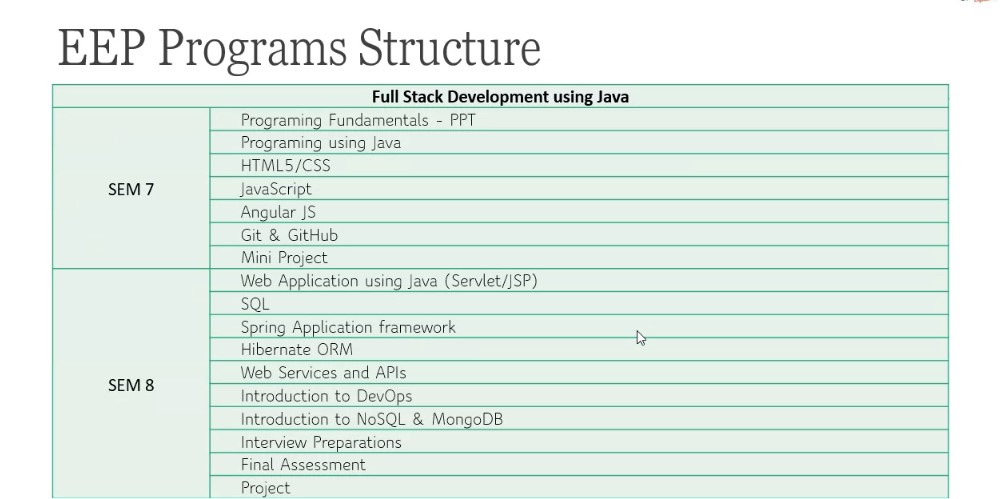 EEP Programs Structure
Full Stack Development using Java
SEM 7
Programing Fundamentals - PPT
Programing using Java
HTML5/CSS
JavaScript
Angular JS
Git & GitHub
Mini Project
SEM 8
Web Application using Java (Servlet/JSP)
SQL
Spring Application framework
Hibernate ORM
Web Services and APIs
Introduction to DevOps
Introduction to NoSQL & MongoDB
Interview Preparations
Final Assessment
Project